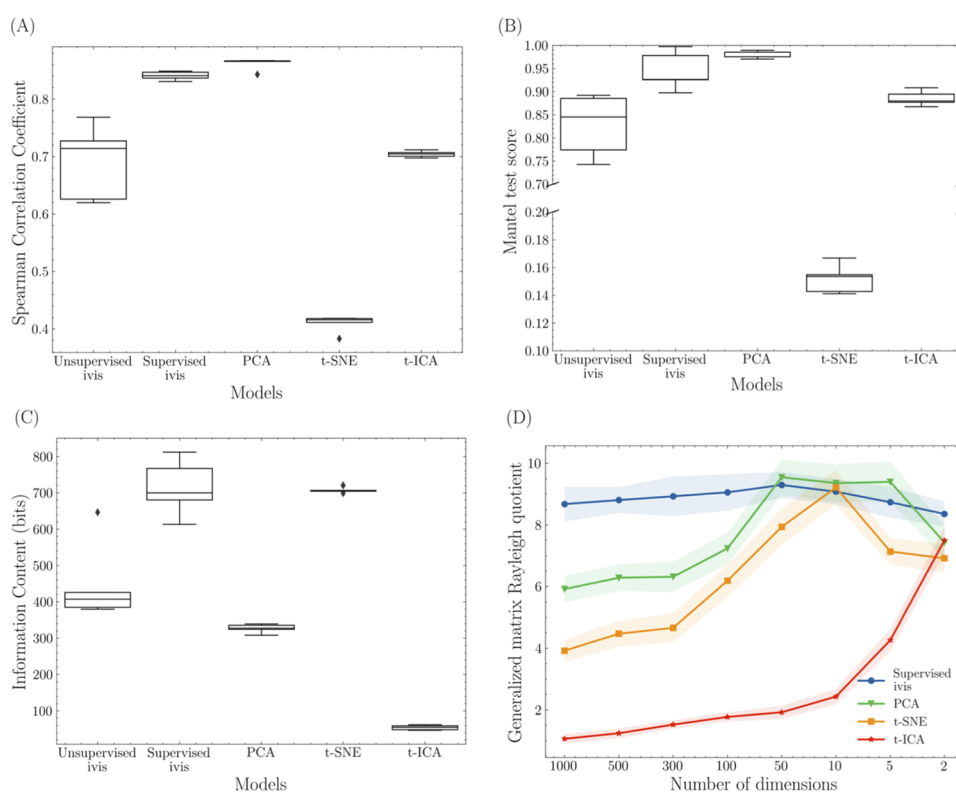 (A)
Spearman Correlation Coefficient
0.8
0.7
0.6
0.5
0.4
Unsupervised
ivis
Supervised
ivis
PCA
t-SNE
t-ICA
Models
(B)
Mantel test score
1.00
0.95
0.90
0.85
0.80
0.75
0.70
0.20
0.18
0.16
0.14
0.12
0.10
Unsupervised
ivis
Supervised
ivis
PCA
t-SNE
t-ICA
Models
(C)
Information Content (bits)
800
700
600
500
400
300
200
100
Unsupervised
ivis
Supervised
ivis
PCA
t-SNE
t-ICA
Models
(D)
Generalized matrix Rayleigh quotient
10
8
6
4
2
Supervised
ivis
PCA
t-SNE
t-ICA
1000 500 300 100 50 10 5 2
Number of dimensions